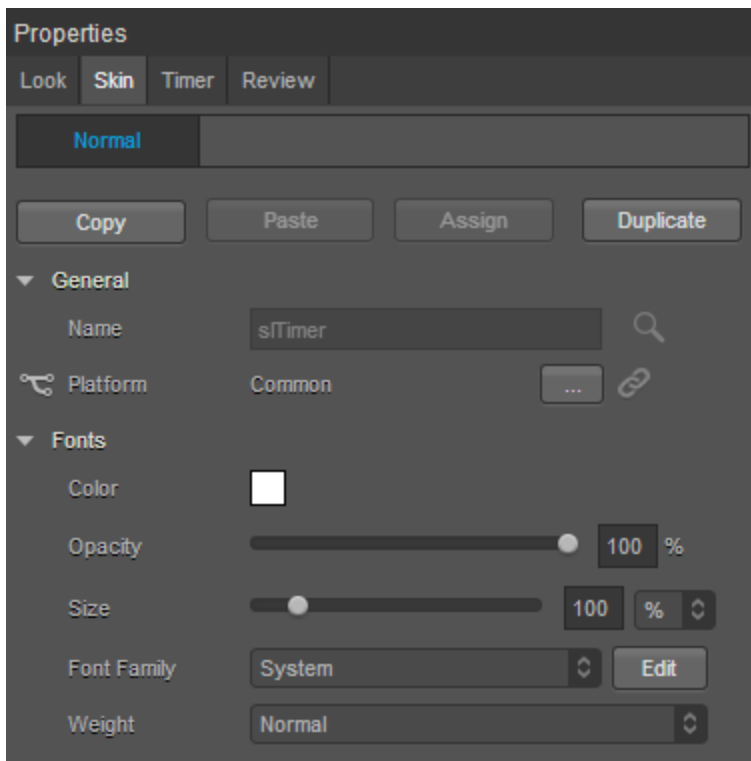 Properties
Look Skin Timer Review
Normal
Copy Paste Assign Duplicate
General
Name slTimer
Platform Common ...
Fonts
Color
Opacity 100 %
Size 100 %
Font Family System Edit
Weight Normal